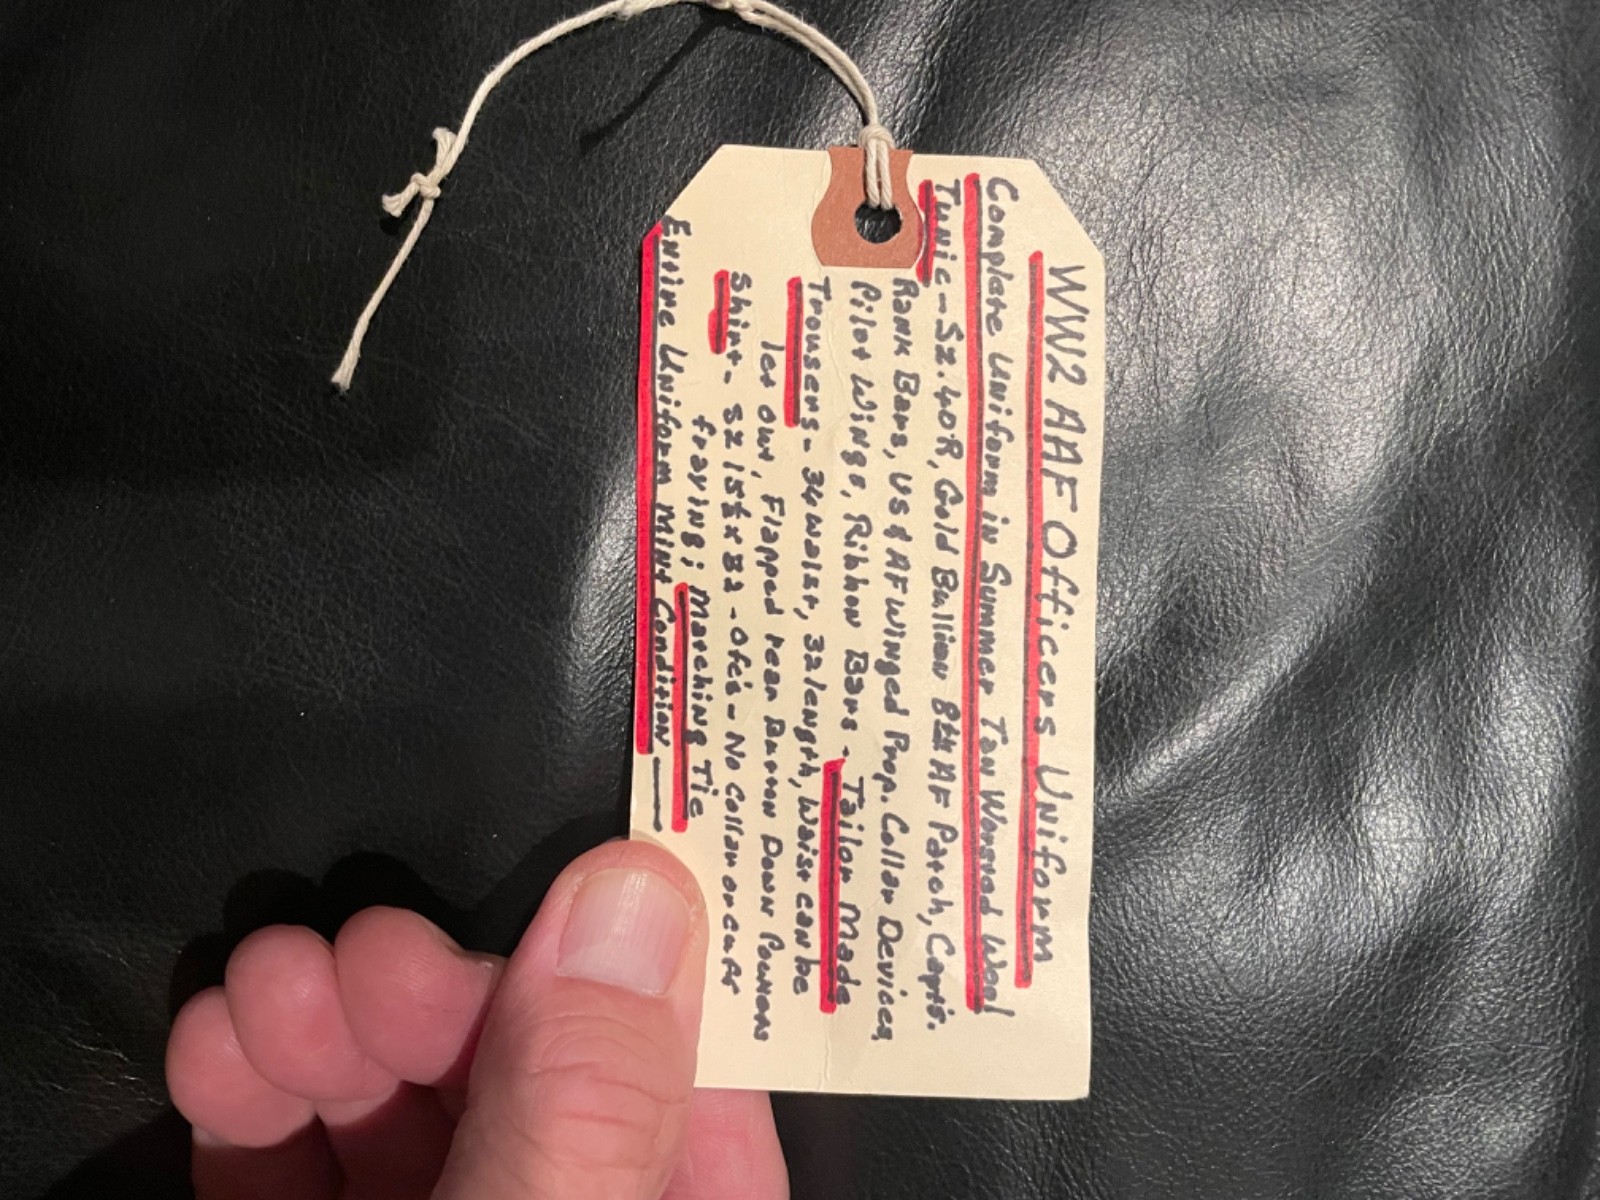 WW2 AAF Officers Uniform
Complete Uniform in Summer Tan Worsted Wool
Tunic - Sz. 40R, Gold Bullion 8th AF Patch, Capt's.
Rank Bars, US & AF Winged Prop. Collar Devices,
Pilot Wings, Ribbon Bars - Tailor Made
Trousers - 34 waist, 32 length, Waist can be
let out, Flapped rear Button Down Pockets
Shirt - Sz 15½ x 32 - Ofc's - No Collar or cuff
fraying; Matching Tie
Entire Uniform Mint Condition